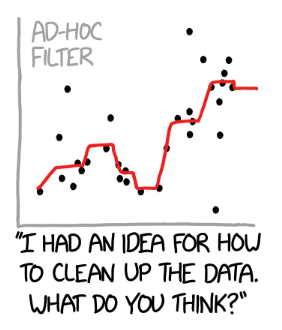 AD-HOC
FILTER
"I HAD AN IDEA FOR HOW
TO CLEAN UP THE DATA.
WHAT DO YOU THINK?"